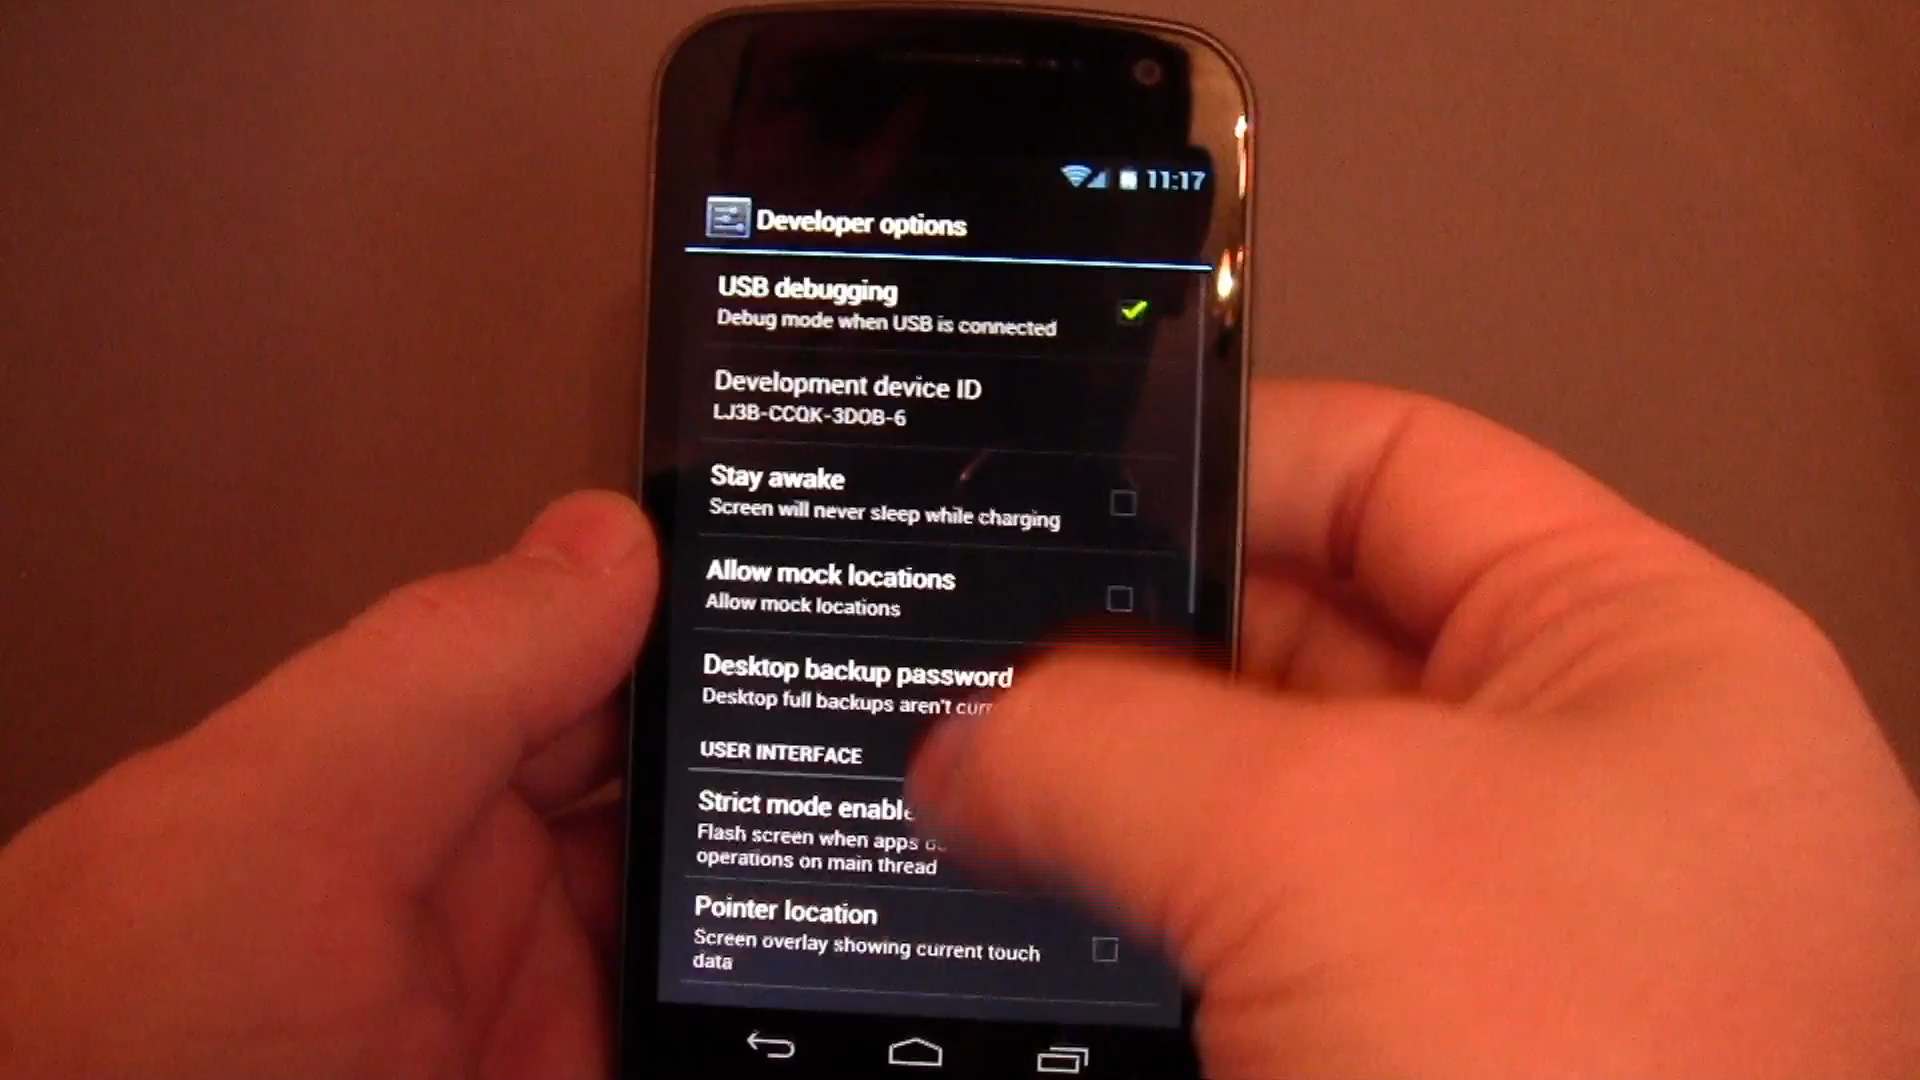 11:17
Developer options
USB debugging
Debug mode when USB is connected
Development device ID
LJ3B-CCQK-3DOB-6
Stay awake
Screen will never sleep while charging
Allow mock locations
Allow mock locations
Desktop backup password
Desktop full backups aren't
USER INTERFACE
Strict mode
Flash screen when apps
operations on main thread
Pointer location
Screen overlay showing current touch
data